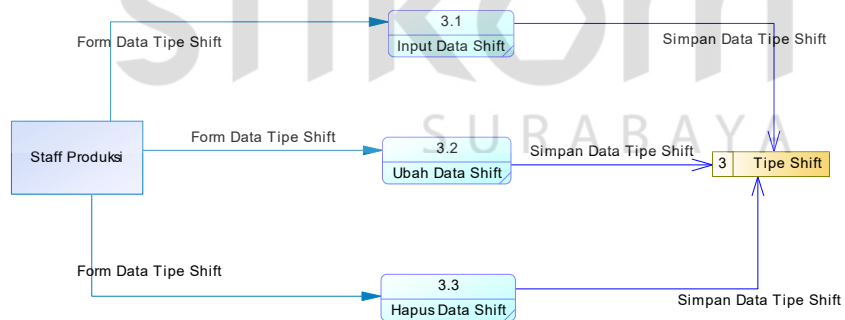 stikom
SURABAYA
3.1
Input Data Shift
Form Data Tipe Shift
Simpan Data Tipe Shift
Staff Produksi
Form Data Tipe Shift
3.2
Ubah Data Shift
Simpan Data Tipe Shift
3 Tipe Shift
Form Data Tipe Shift
3.3
Hapus Data Shift
Simpan Data Tipe Shift